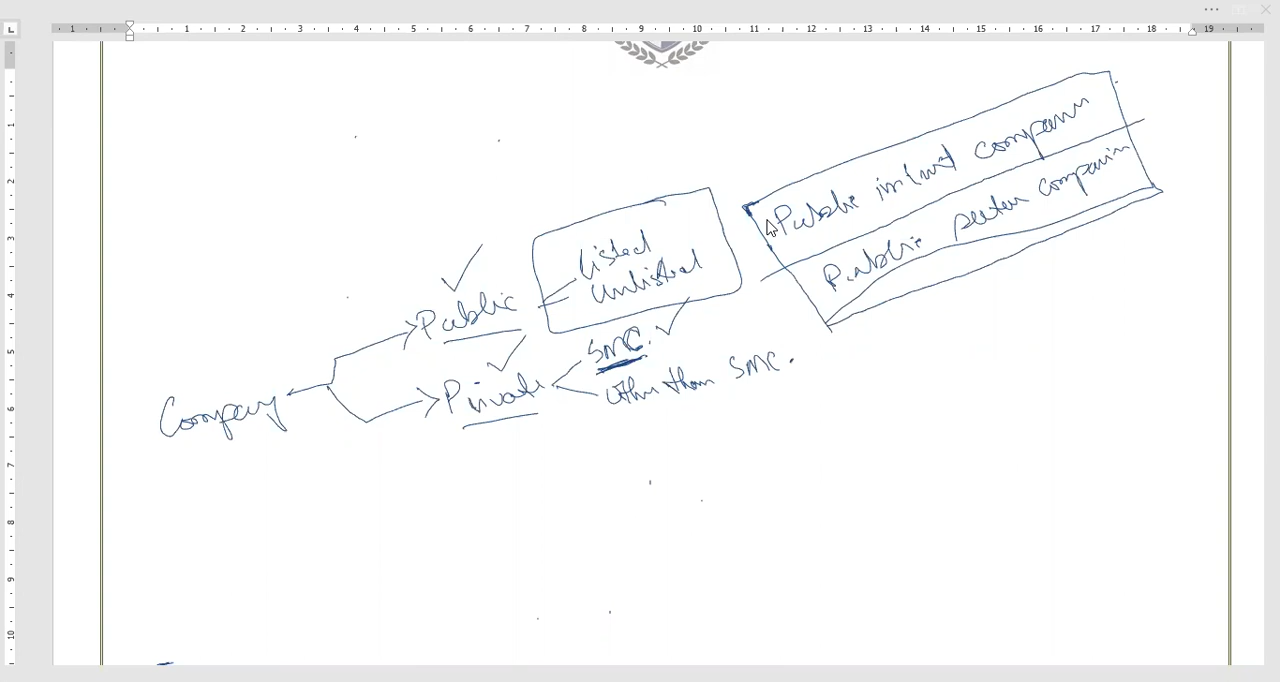 Public interest companies
Public sector companies
Listed
Unlisted
Public
SMC.
Private
other than SMC.
Company